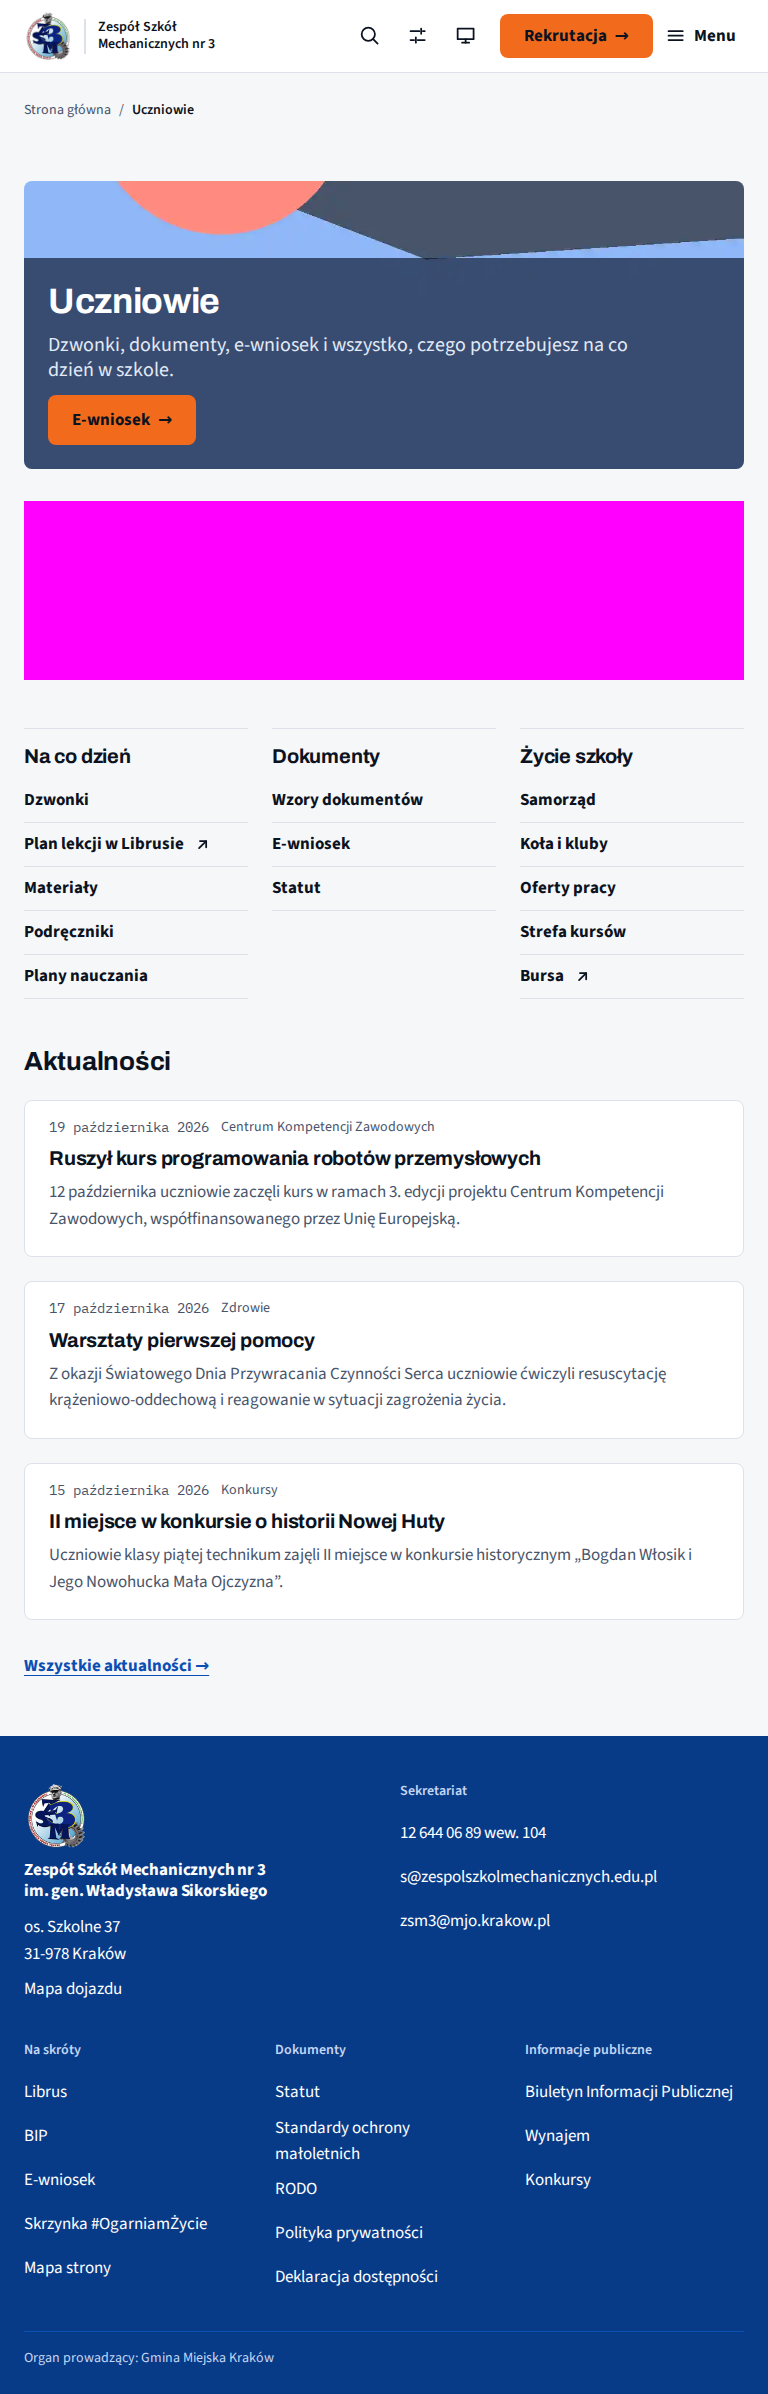 Zespół Szkół
Mechanicznych nr 3
Rekrutacja →
Menu
Strona główna / Uczniowie
Uczniowie
Dzwonki, dokumenty, e-wniosek i wszystko, czego potrzebujesz na co
dzień w szkole.
E-wniosek →
Na co dzień
Dzwonki
Plan lekcji w Librusie ↗
Materiały
Podręczniki
Plany nauczania
Dokumenty
Wzory dokumentów
E-wniosek
Statut
Życie szkoły
Samorząd
Koła i kluby
Oferty pracy
Strefa kursów
Bursa ↗
Aktualności
19 października 2026 Centrum Kompetencji Zawodowych
Ruszył kurs programowania robotów przemysłowych
12 października uczniowie zaczęli kurs w ramach 3. edycji projektu Centrum Kompetencji
Zawodowych, współfinansowanego przez Unię Europejską.
17 października 2026 Zdrowie
Warsztaty pierwszej pomocy
Z okazji Światowego Dnia Przywracania Czynności Serca uczniowie ćwiczyli resuscytację
krążeniowo-oddechową i reagowanie w sytuacji zagrożenia życia.
15 października 2026 Konkursy
II miejsce w konkursie o historii Nowej Huty
Uczniowie klasy piątej technikum zajęli II miejsce w konkursie historycznym „Bogdan Włosik i
Jego Nowohucka Mała Ojczyzna”.
Wszystkie aktualności →
Zespół Szkół Mechanicznych nr 3
im. gen. Władysława Sikorskiego
os. Szkolne 37
31-978 Kraków
Mapa dojazdu
Sekretariat
12 644 06 89 wew. 104
s@zespolszkolmechanicznych.edu.pl
zsm3@mjo.krakow.pl
Na skróty
Librus
BIP
E-wniosek
Skrzynka #OgarniamŻycie
Mapa strony
Dokumenty
Statut
Standardy ochrony
małoletnich
RODO
Polityka prywatności
Deklaracja dostępności
Informacje publiczne
Biuletyn Informacji Publicznej
Wynajem
Konkursy
Organ prowadzący: Gmina Miejska Kraków